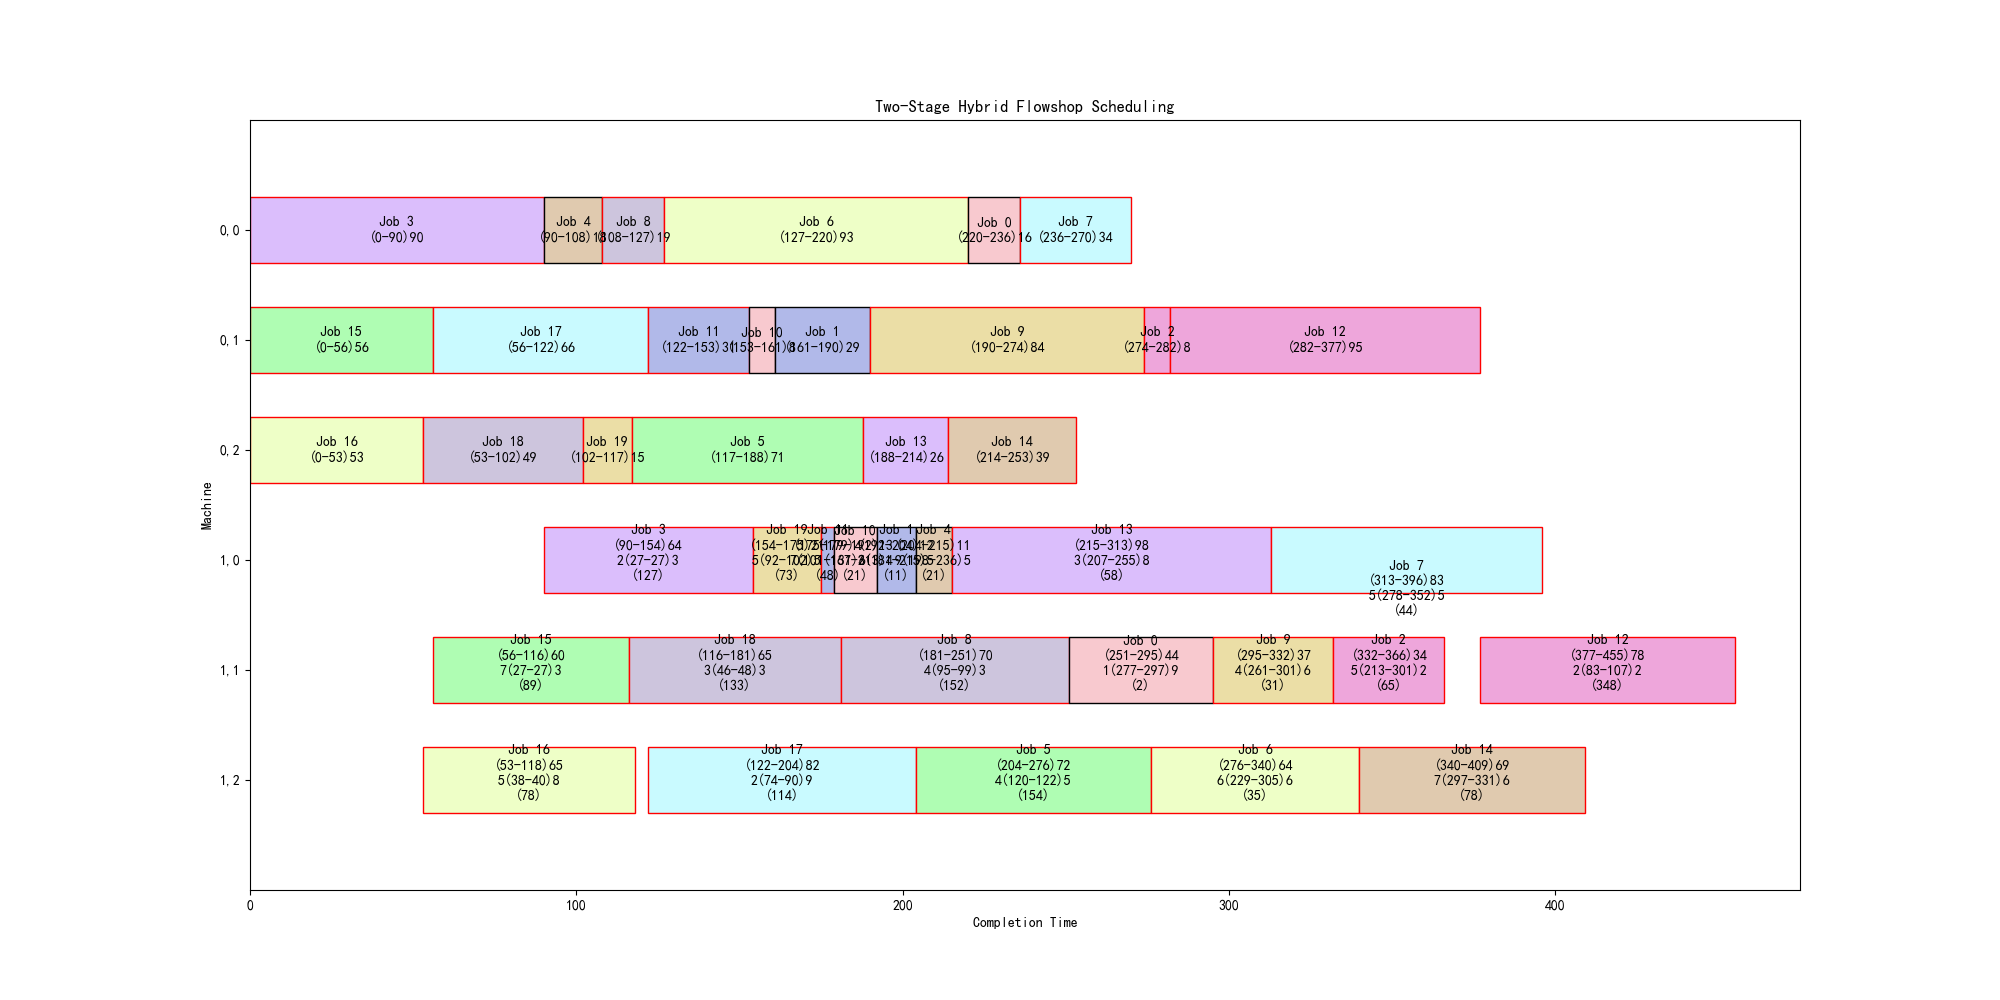 Two-Stage Hybrid Flowshop Scheduling
0,0
Job 3
(0-90)90
Job 4
(90-108)18
Job 8
(108-127)19
Job 6
(127-220)93
Job 0
(220-236)16
Job 7
(236-270)34
0,1
Job 15
(0-56)56
Job 17
(56-122)66
Job 11
(122-153)31
Job 10
(153-161)8
Job 1
(161-190)29
Job 9
(190-274)84
Job 2
(274-282)8
Job 12
(282-377)95
0,2
Job 16
(0-53)53
Job 18
(53-102)49
Job 19
(102-117)15
Job 5
(117-188)71
Job 13
(188-214)26
Job 14
(214-253)39
1,0
Job 3
(90-154)64
2(27-27)3
(127)
Job 19
(73)
Job 11
(48)
Job 10
(21)
Job 1
(11)
Job 4
(204-215)11
(21)
Job 13
(215-313)98
3(207-255)8
(58)
Job 7
(313-396)83
5(278-352)5
(44)
1,1
Job 15
(56-116)60
7(27-27)3
(89)
Job 18
(116-181)65
3(46-48)3
(133)
Job 8
(181-251)70
4(95-99)3
(152)
Job 0
(251-295)44
1(277-297)9
(2)
Job 9
(295-332)37
4(261-301)6
(31)
Job 2
(332-366)34
5(213-301)2
(65)
Job 12
(377-455)78
2(83-107)2
(348)
1,2
Job 16
(53-118)65
5(38-40)8
(78)
Job 17
(122-204)82
2(74-90)9
(114)
Job 5
(204-276)72
4(120-122)5
(154)
Job 6
(276-340)64
6(229-305)6
(35)
Job 14
(340-409)69
7(297-331)6
(78)
Machine
0
100
200
300
400
Completion Time